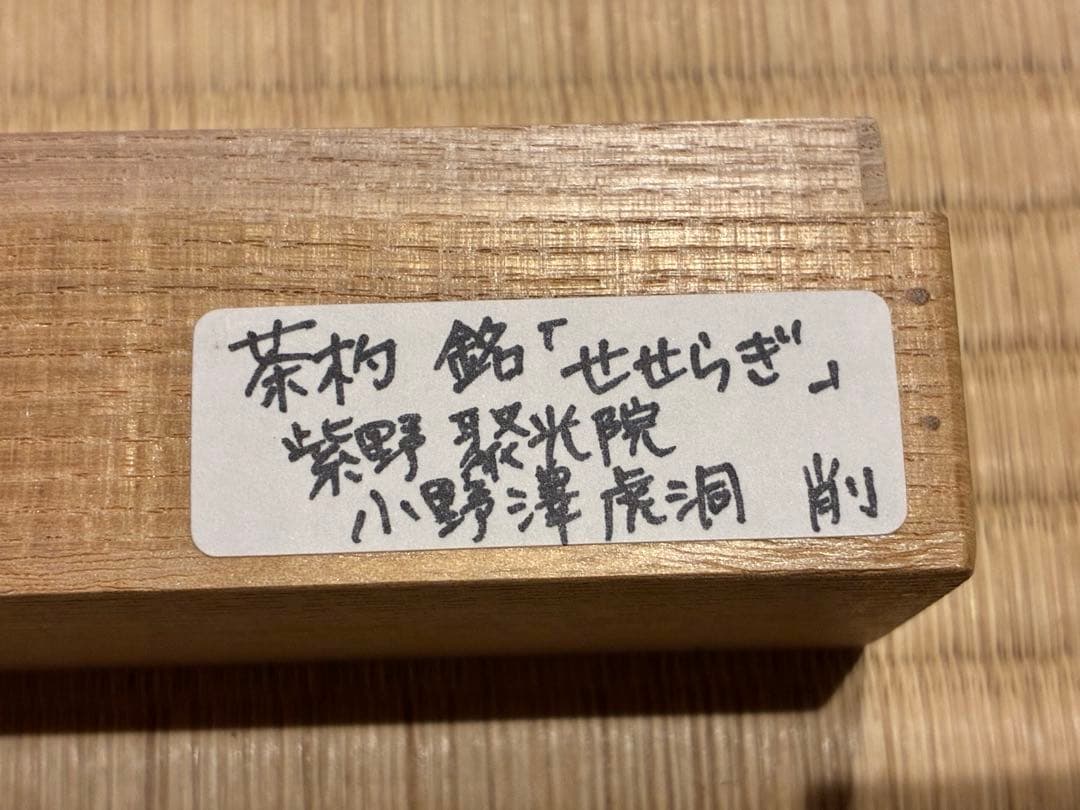 茶杓 銘「せせらぎ」
紫野 聚光院
小野澤虎洞 削